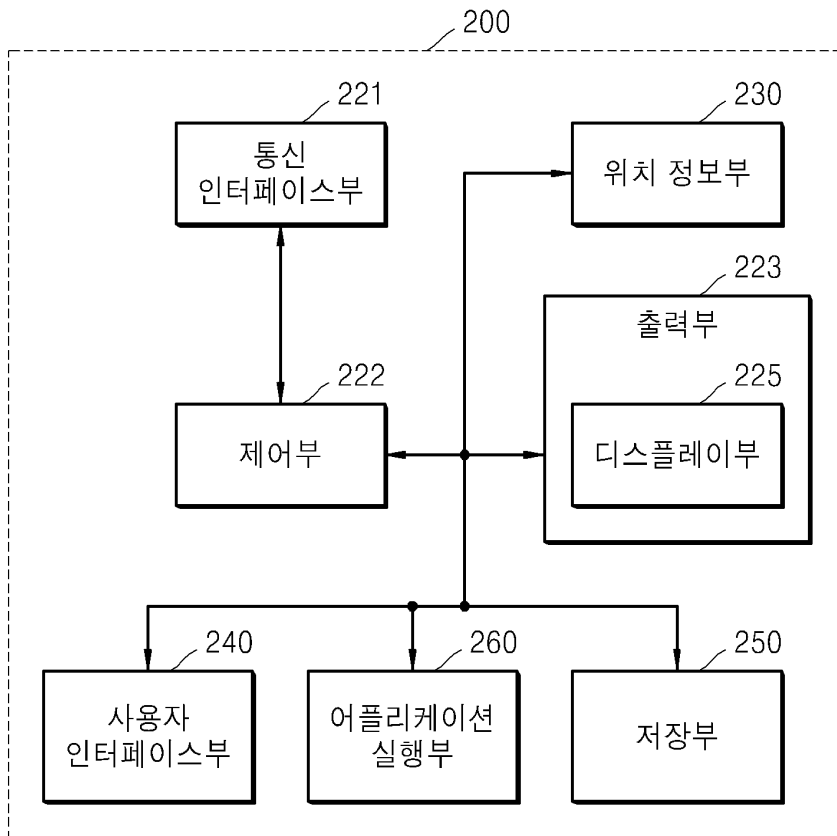 200
221
통신
인터페이스부
230
위치 정보부
223
출력부
222
제어부
225
디스플레이부
240
사용자
인터페이스부
260
어플리케이션
실행부
250
저장부